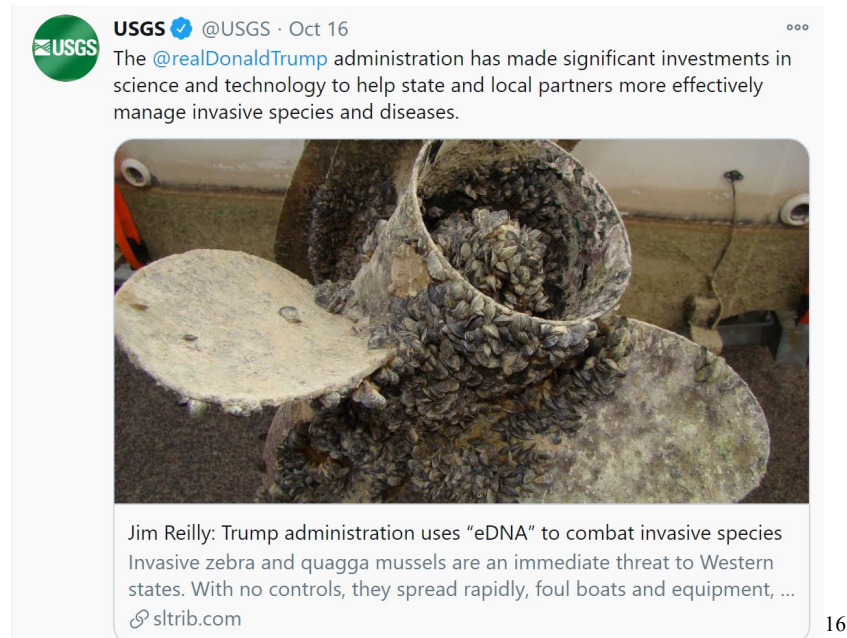 USGS
USGS @USGS · Oct 16
The @realDonaldTrump administration has made significant investments in
science and technology to help state and local partners more effectively
manage invasive species and diseases.
Jim Reilly: Trump administration uses “eDNA” to combat invasive species
Invasive zebra and quagga mussels are an immediate threat to Western
states. With no controls, they spread rapidly, foul boats and equipment, ...
sltrib.com
16